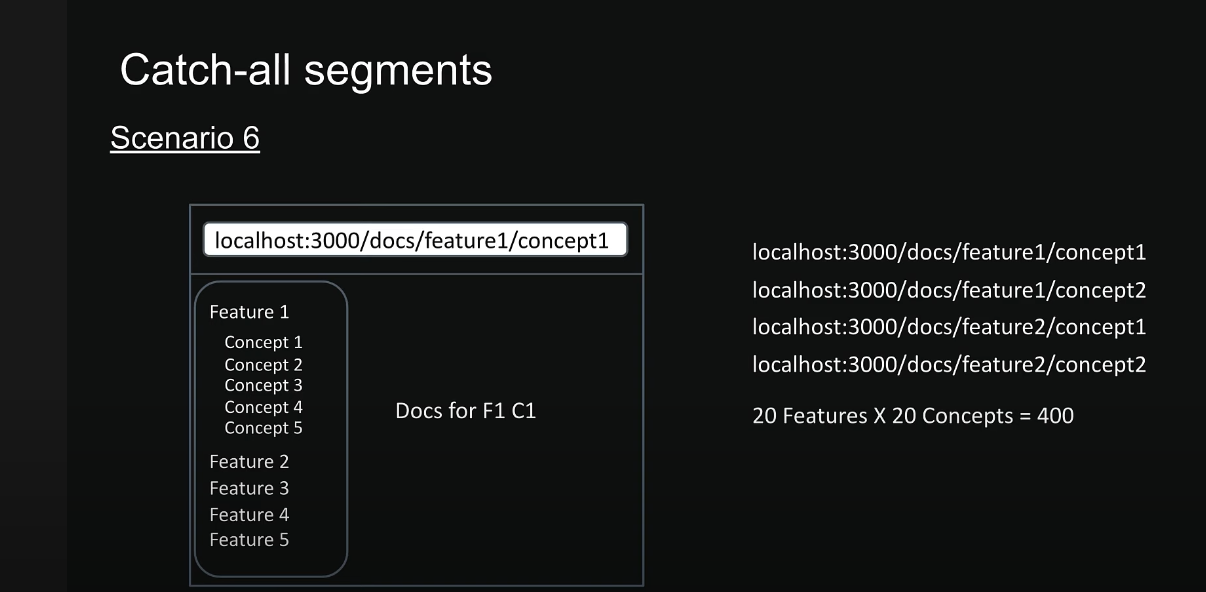 Catch-all segments
Scenario 6
localhost:3000/docs/feature1/concept1
Feature 1
Concept 1
Concept 2
Concept 3
Concept 4
Concept 5
Feature 2
Feature 3
Feature 4
Feature 5
Docs for F1 C1
localhost:3000/docs/feature1/concept1
localhost:3000/docs/feature1/concept2
localhost:3000/docs/feature2/concept1
localhost:3000/docs/feature2/concept2
20 Features X 20 Concepts = 400